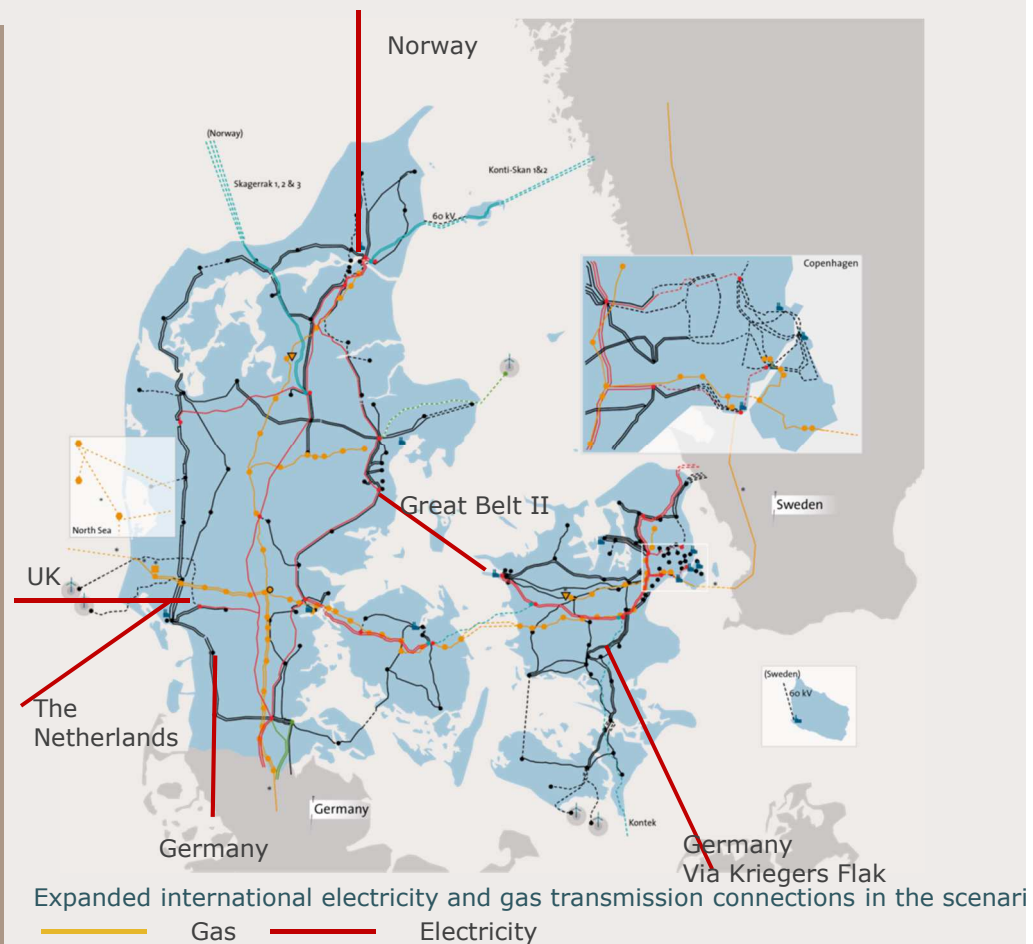 Norway
(Norway)
Skagerrak 1, 2 & 3
Konti-Skan 1&2
60 kV
Copenhagen
North Sea
Great Belt II
Sweden
UK
The
Netherlands
(Sweden)
60 kV
Germany
Kontek
Germany
Germany
Via Kriegers Flak
Expanded international electricity and gas transmission connections in the scenari
Gas
Electricity